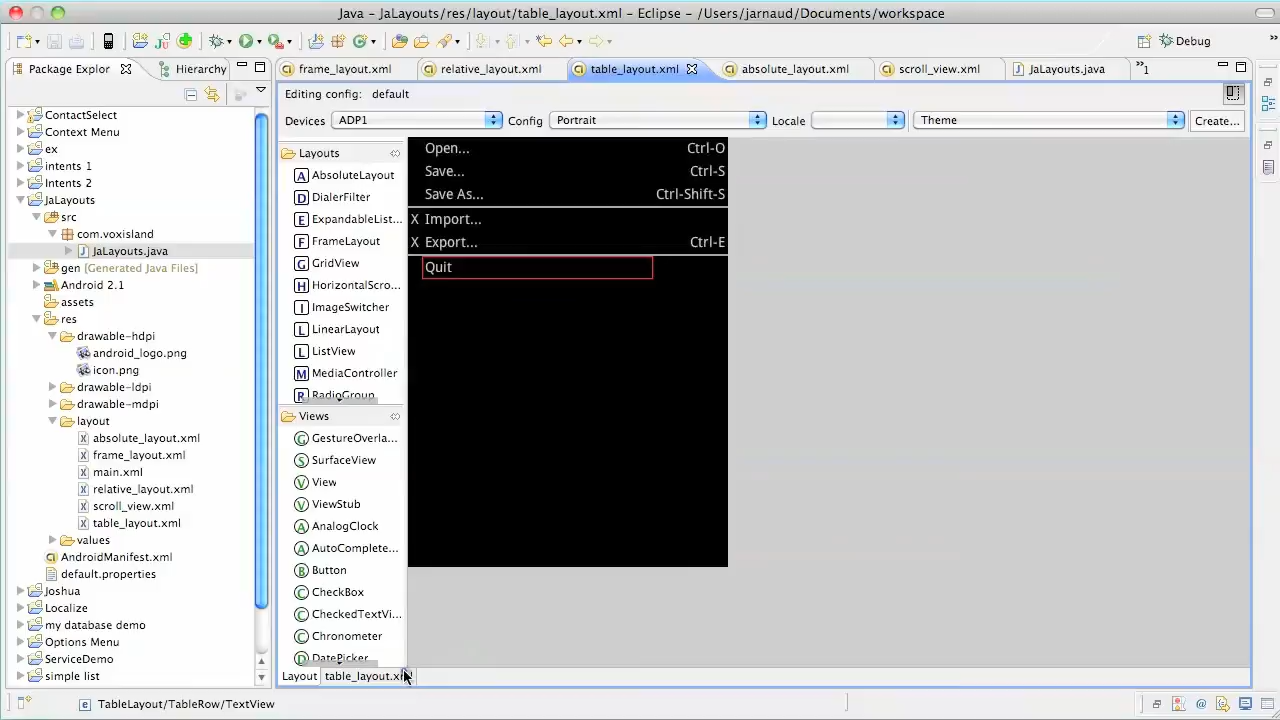 Java - JaLayouts/res/layout/table_layout.xml - Eclipse - /Users/jarnaud/Documents/workspace
Debug
Package Explor
Hierarchy
frame_layout.xml
relative_layout.xml
table_layout.xml
absolute_layout.xml
scroll_view.xml
JaLayouts.java
»1
Editing config: default
Devices ADP1 Config Portrait Locale Theme Create...
ContactSelect
Context Menu
ex
intents 1
Intents 2
JaLayouts
src
com.voxisland
JaLayouts.java
gen [Generated Java Files]
Android 2.1
assets
res
drawable-hdpi
android_logo.png
icon.png
drawable-ldpi
drawable-mdpi
layout
absolute_layout.xml
frame_layout.xml
main.xml
relative_layout.xml
scroll_view.xml
table_layout.xml
values
AndroidManifest.xml
default.properties
Joshua
Localize
my database demo
Options Menu
ServiceDemo
simple list
Layouts
A AbsoluteLayout
D DialerFilter
E ExpandableList...
F FrameLayout
G GridView
H HorizontalScro...
I ImageSwitcher
L LinearLayout
L ListView
M MediaController
R RadioGroup
Views
G GestureOverla...
S SurfaceView
V View
V ViewStub
A AnalogClock
A AutoComplete...
B Button
C CheckBox
C CheckedTextVi...
C Chronometer
D DatePicker
Open... Ctrl-O
Save... Ctrl-S
Save As... Ctrl-Shift-S
X Import...
X Export... Ctrl-E
Quit
Layout
TableLayout/TableRow/TextView